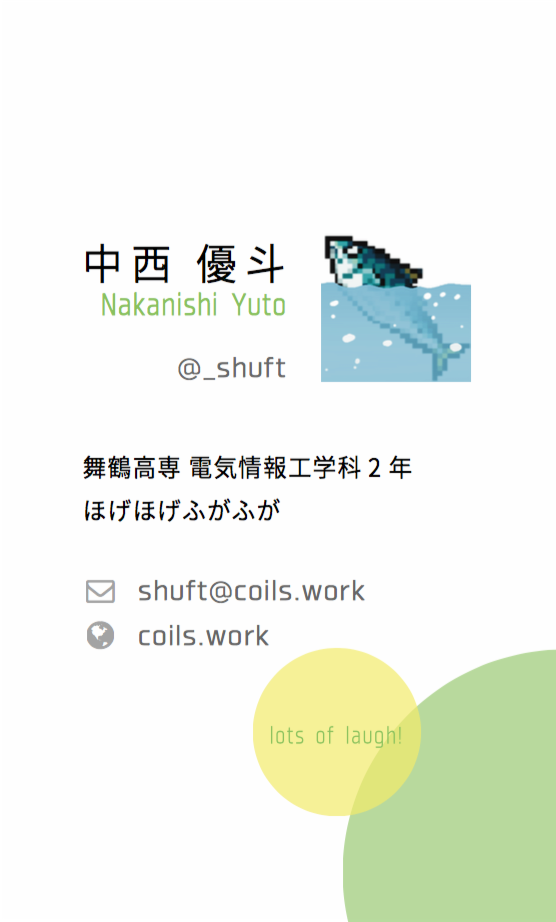 中西 優斗
Nakanishi Yuto
@_shuft
舞鶴高専 電気情報工学科 2 年
ほげほげふがふが
shuft@coils.work
coils.work
lots of laugh!